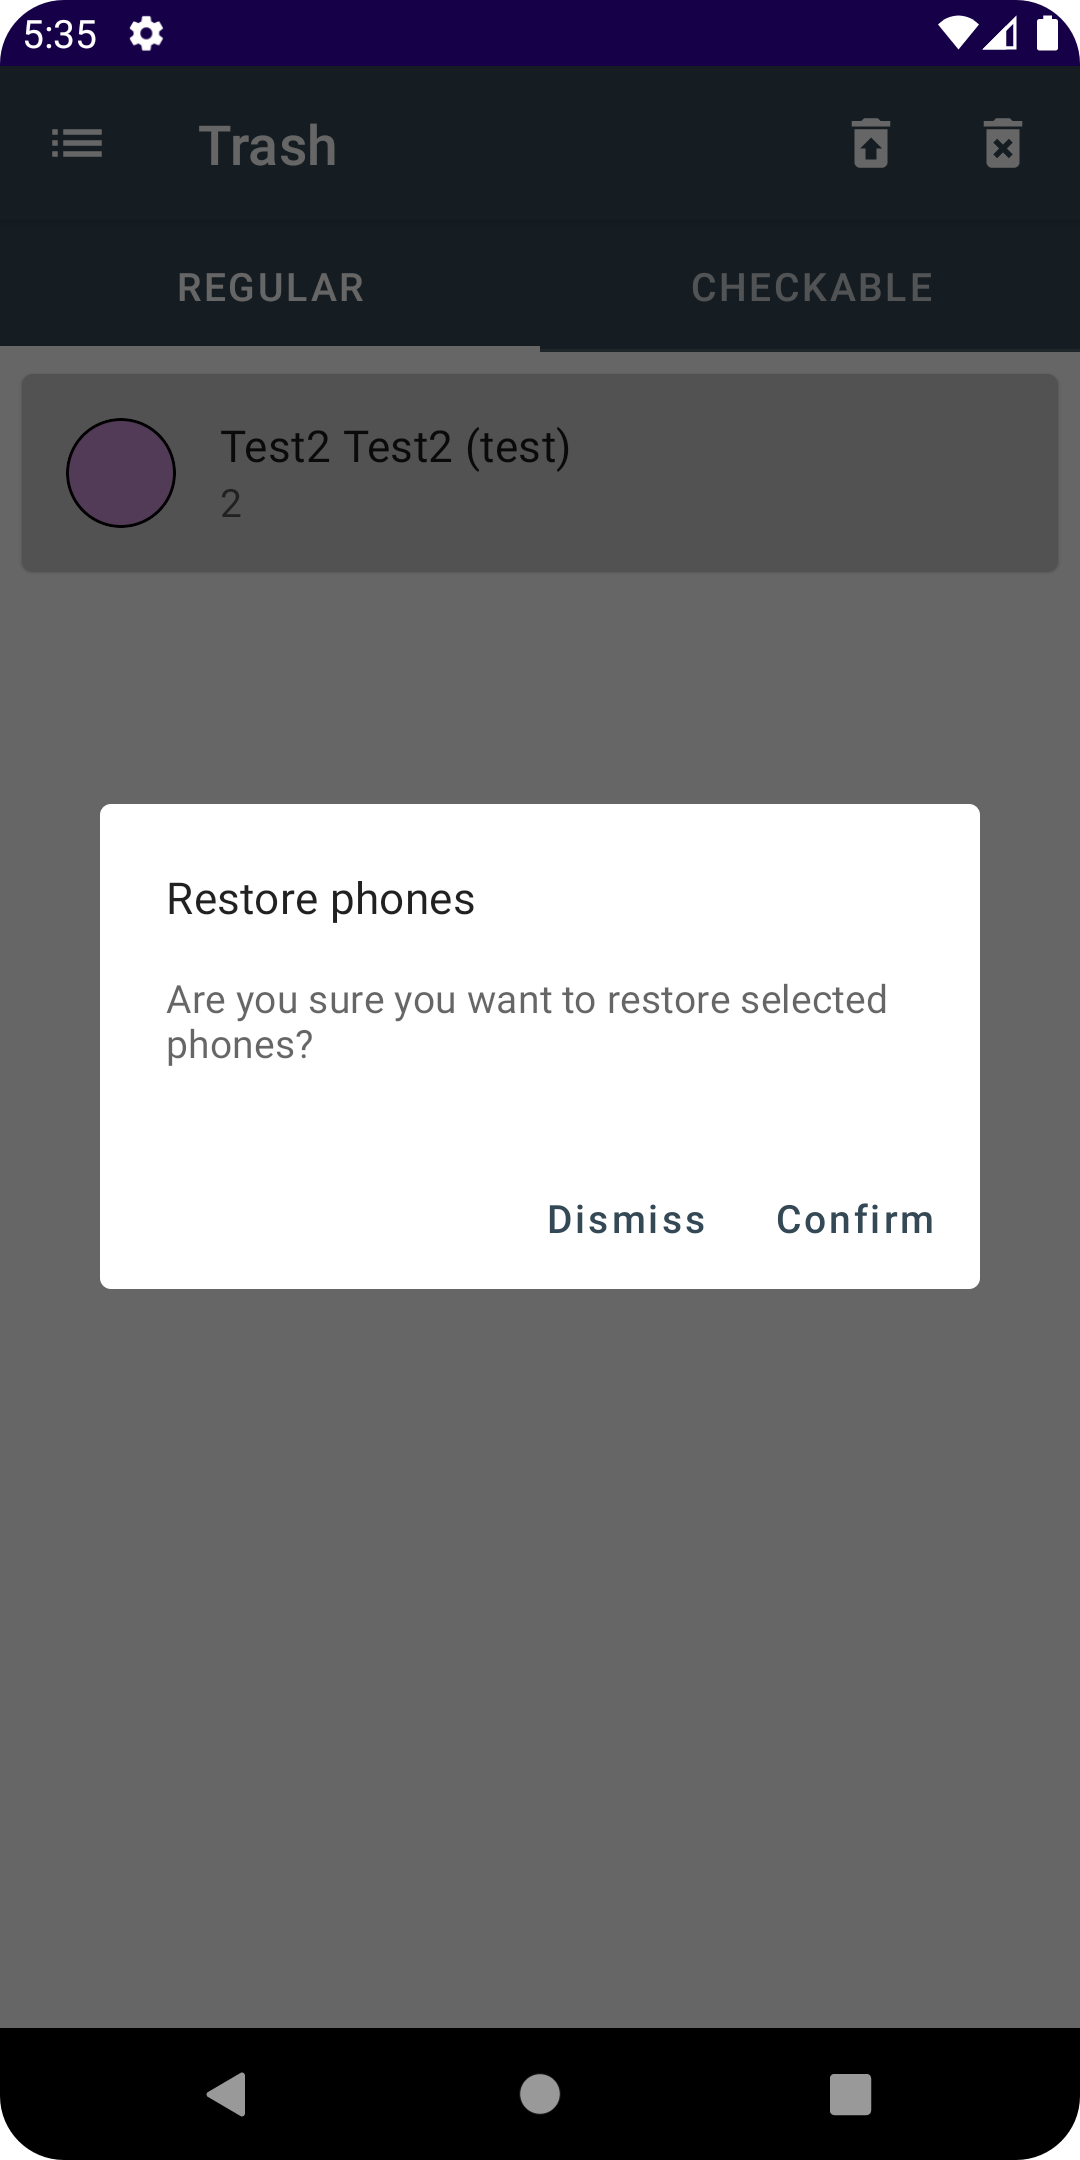 5:35
Trash
REGULAR
CHECKABLE
Test2 Test2 (test)
2
Restore phones
Are you sure you want to restore selected
phones?
Dismiss
Confirm